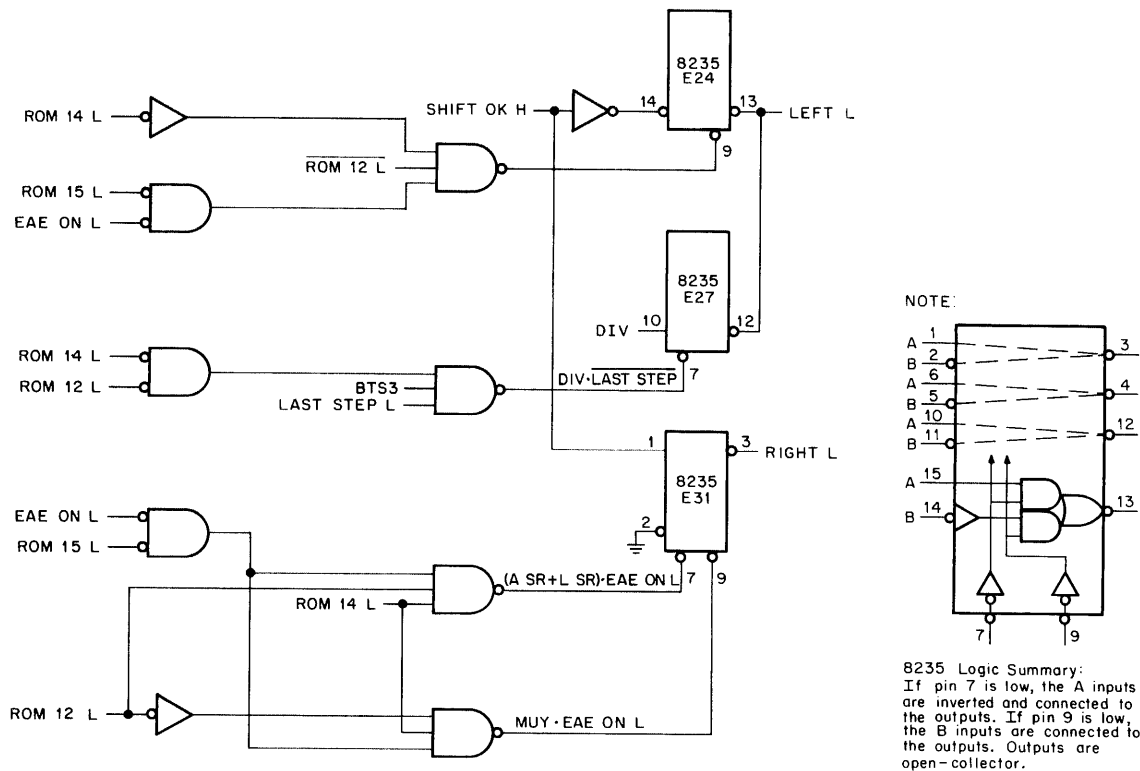 8235
E24
ROM 14 L
SHIFT OK H
14
13
LEFT L
9
ROM 12 L
ROM 15 L
EAE ON L
8235
E27
DIV
10
12
7
ROM 14 L
ROM 12 L
BTS3
LAST STEP L
DIV·LAST STEP
1
8235
E31
3
RIGHT L
2
EAE ON L
ROM 15 L
(A SR+L SR)·EAE ON L
7
9
ROM 14 L
ROM 12 L
MUY·EAE ON L
NOTE:
A 1
B 2
3
A 6
B 5
4
A 10
B 11
12
A 15
B 14
13
7
9
8235 Logic Summary:
If pin 7 is low, the A inputs
are inverted and connected to
the outputs. If pin 9 is low,
the B inputs are connected to
the outputs. Outputs are
open-collector.